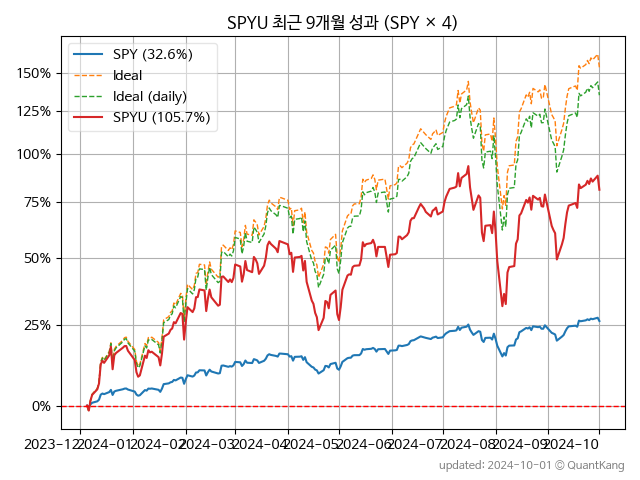 SPYU 최근 9개월 성과 (SPY × 4)
SPY (32.6%)
Ideal
Ideal (daily)
SPYU (105.7%)
150%
125%
100%
75%
50%
25%
0%
2023-12 2024-01 2024-02 2024-03 2024-04 2024-05 2024-06 2024-07 2024-08 2024-09 2024-10
updated: 2024-10-01 © QuantKang